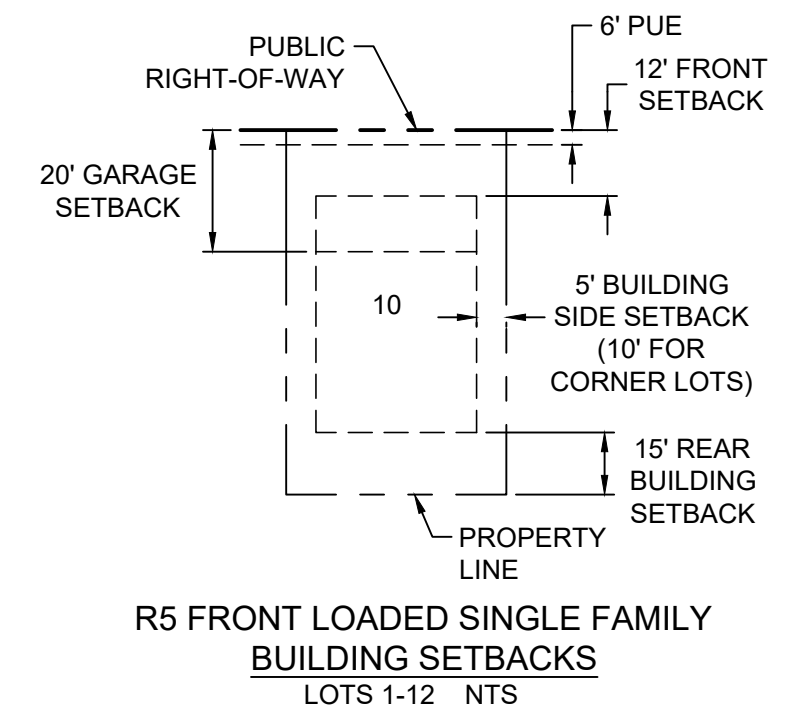 PUBLIC
RIGHT-OF-WAY
6' PUE
12' FRONT
SETBACK
20' GARAGE
SETBACK
10
5' BUILDING
SIDE SETBACK
(10' FOR
CORNER LOTS)
15' REAR
BUILDING
SETBACK
PROPERTY
LINE
R5 FRONT LOADED SINGLE FAMILY
BUILDING SETBACKS
LOTS 1-12 NTS